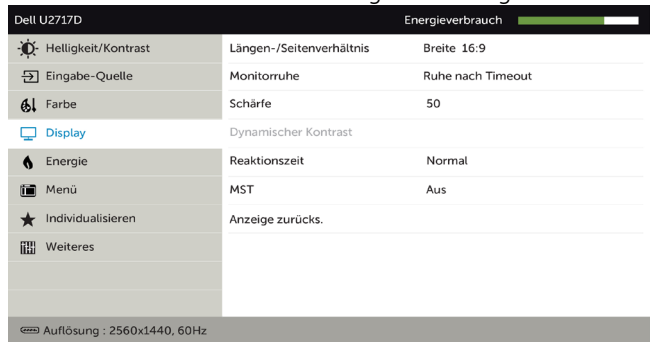 Dell U2717D Energieverbrauch
Helligkeit/Kontrast Längen-/Seitenverhältnis Breite 16:9
Eingabe-Quelle Monitorruhe Ruhe nach Timeout
Farbe Schärfe 50
Display Dynamischer Kontrast
Energie Reaktionszeit Normal
Menü MST Aus
Individualisieren Anzeige zurücks.
Weiteres
Auflösung : 2560x1440, 60Hz